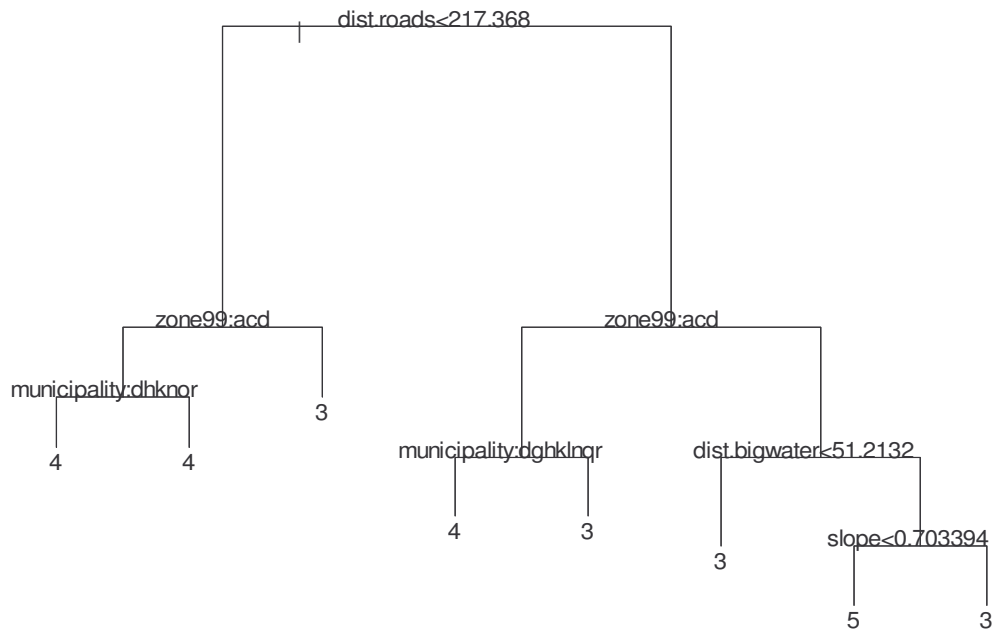 dist.roads<217.368
zone99:acd
zone99:acd
municipality:dhknor
3
municipality:dghklnqr
dist.bigwater<51.2132
4
4
4
3
3
slope<0.703394
5
3